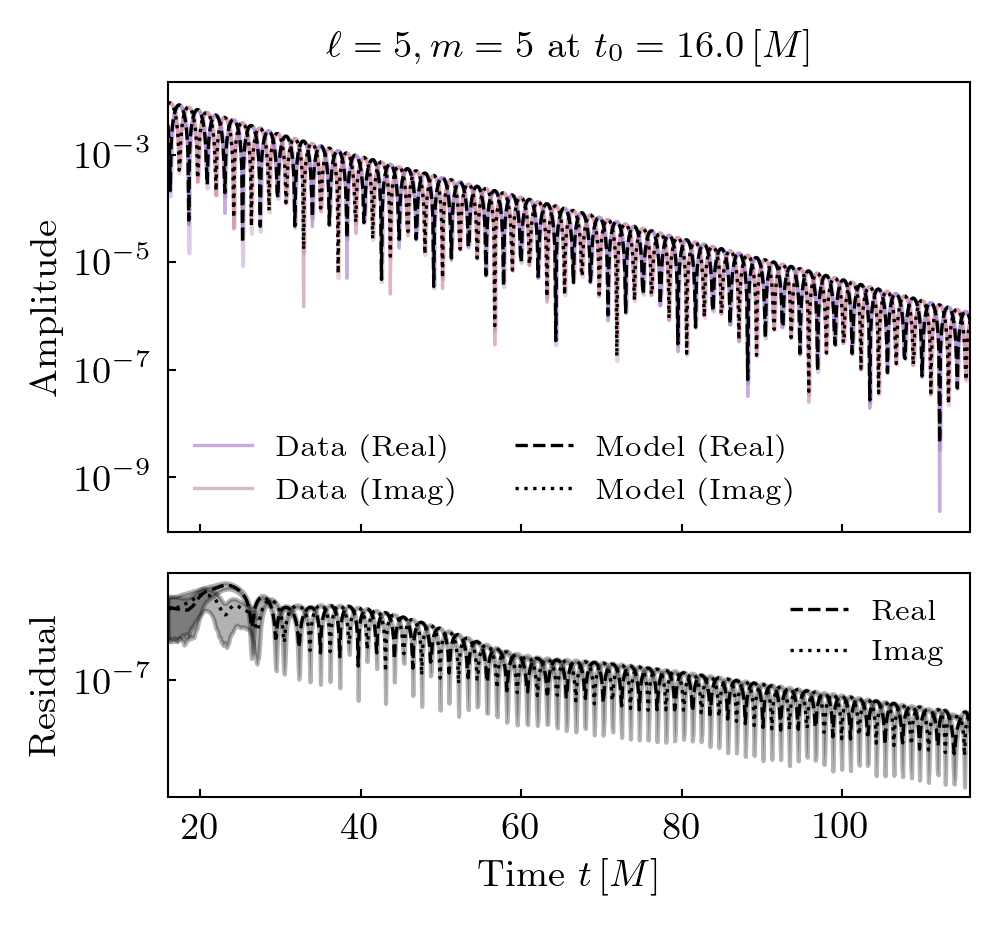 ℓ = 5, m = 5 at t₀ = 16.0 [M]
Amplitude
10⁻³
10⁻⁵
10⁻⁷
10⁻⁹
Data (Real)
Data (Imag)
Model (Real)
Model (Imag)
Residual
10⁻⁷
Real
Imag
20 40 60 80 100
Time t [M]